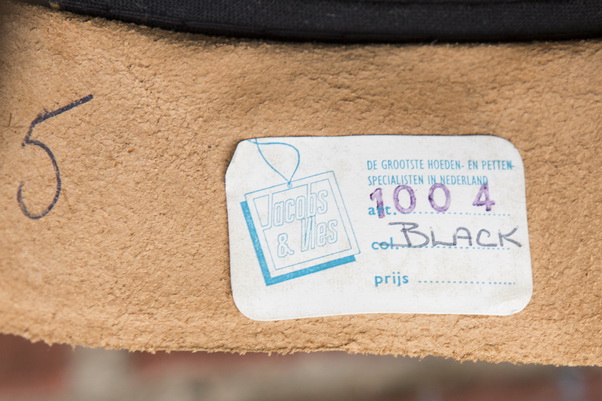 5
Jacobs
& Vles
DE GROOTSTE HOEDEN- EN PETTEN-
SPECIALISTEN IN NEDERLAND
art. 1004
col. BLACK
prijs